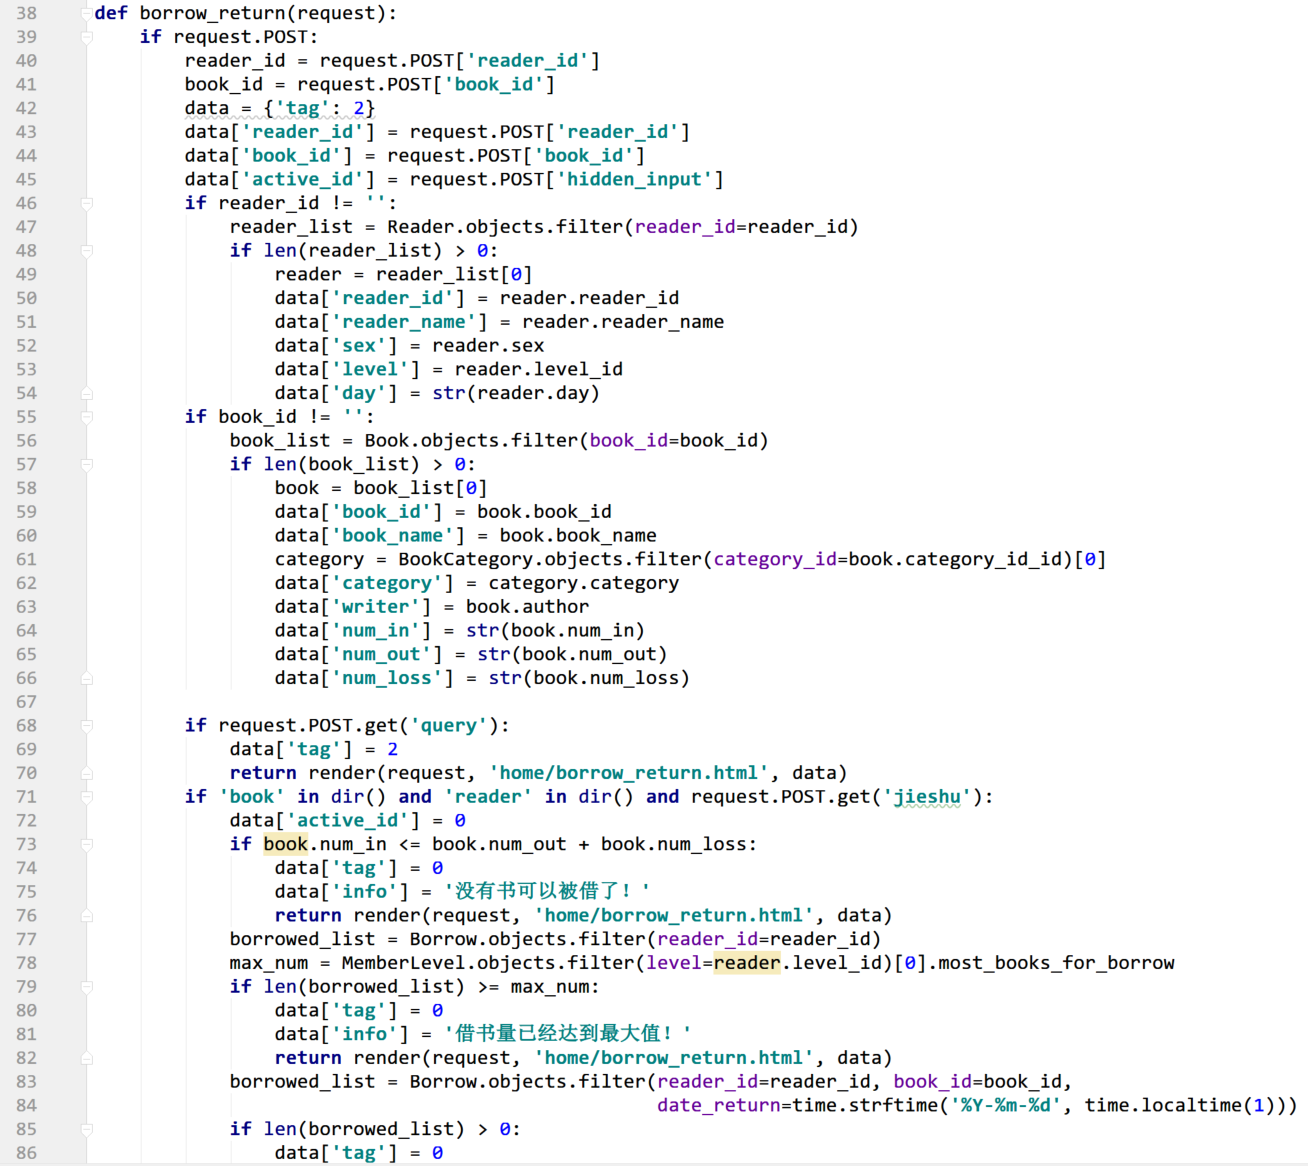 38 def borrow_return(request):
39     if request.POST:
40         reader_id = request.POST['reader_id']
41         book_id = request.POST['book_id']
42         data = {'tag': 2}
43         data['reader_id'] = request.POST['reader_id']
44         data['book_id'] = request.POST['book_id']
45         data['active_id'] = request.POST['hidden_input']
46         if reader_id != '':
47             reader_list = Reader.objects.filter(reader_id=reader_id)
48             if len(reader_list) > 0:
49                 reader = reader_list[0]
50                 data['reader_id'] = reader.reader_id
51                 data['reader_name'] = reader.reader_name
52                 data['sex'] = reader.sex
53                 data['level'] = reader.level_id
54                 data['day'] = str(reader.day)
55         if book_id != '':
56             book_list = Book.objects.filter(book_id=book_id)
57             if len(book_list) > 0:
58                 book = book_list[0]
59                 data['book_id'] = book.book_id
60                 data['book_name'] = book.book_name
61                 category = BookCategory.objects.filter(category_id=book.category_id_id)[0]
62                 data['category'] = category.category
63                 data['writer'] = book.author
64                 data['num_in'] = str(book.num_in)
65                 data['num_out'] = str(book.num_out)
66                 data['num_loss'] = str(book.num_loss)
67
68         if request.POST.get('query'):
69             data['tag'] = 2
70             return render(request, 'home/borrow_return.html', data)
71         if 'book' in dir() and 'reader' in dir() and request.POST.get('jieshu'):
72             data['active_id'] = 0
73             if book.num_in <= book.num_out + book.num_loss:
74                 data['tag'] = 0
75                 data['info'] = '没有书可以被借了！'
76                 return render(request, 'home/borrow_return.html', data)
77             borrowed_list = Borrow.objects.filter(reader_id=reader_id)
78             max_num = MemberLevel.objects.filter(level=reader.level_id)[0].most_books_for_borrow
79             if len(borrowed_list) >= max_num:
80                 data['tag'] = 0
81                 data['info'] = '借书量已经达到最大值！'
82                 return render(request, 'home/borrow_return.html', data)
83             borrowed_list = Borrow.objects.filter(reader_id=reader_id, book_id=book_id,
84                                                   date_return=time.strftime('%Y-%m-%d', time.localtime(1)))
85             if len(borrowed_list) > 0:
86                 data['tag'] = 0